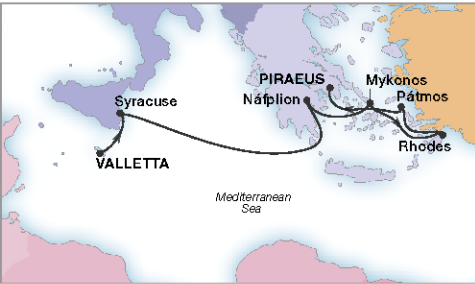 PIRAEUS
Mykonos
Náfplion
Pátmos
Syracuse
Rhodes
VALLETTA
Mediterranean
Sea